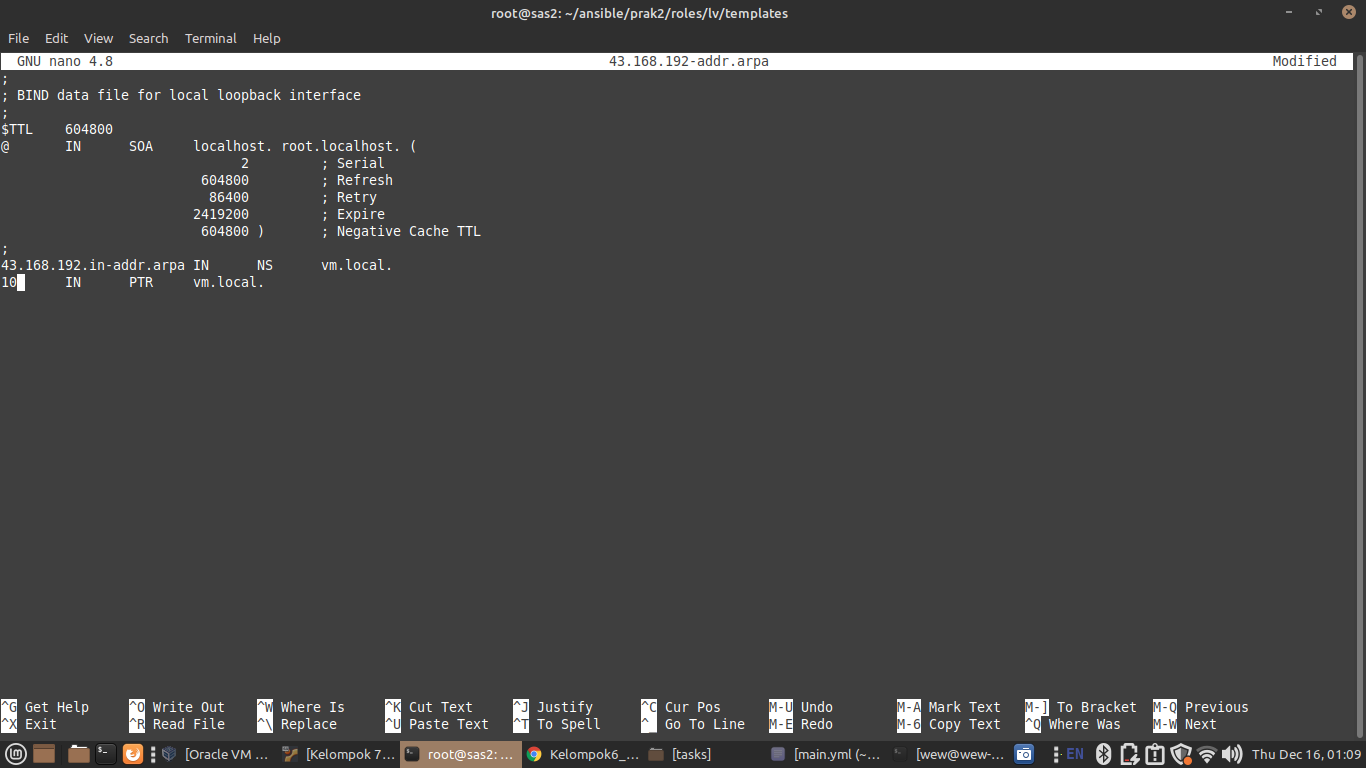 root@sas2: ~/ansible/prak2/roles/lv/templates
File Edit View Search Terminal Help
GNU nano 4.8 43.168.192-addr.arpa Modified
;
; BIND data file for local loopback interface
;
$TTL 604800
@ IN SOA localhost. root.localhost. (
2 ; Serial
604800 ; Refresh
86400 ; Retry
2419200 ; Expire
604800 ) ; Negative Cache TTL
;
43.168.192.in-addr.arpa IN NS vm.local.
10 IN PTR vm.local.
^G Get Help ^O Write Out ^W Where Is ^K Cut Text ^J Justify ^C Cur Pos M-U Undo M-A Mark Text M-] To Bracket M-Q Previous
^X Exit ^R Read File ^\ Replace ^U Paste Text ^T To Spell ^_ Go To Line M-E Redo M-6 Copy Text ^Q Where Was M-W Next
[Oracle VM ... [Kelompok 7... root@sas2: ... Kelompok6_... [tasks] [main.yml (~... [wew@wew-... EN Thu Dec 16, 01:09